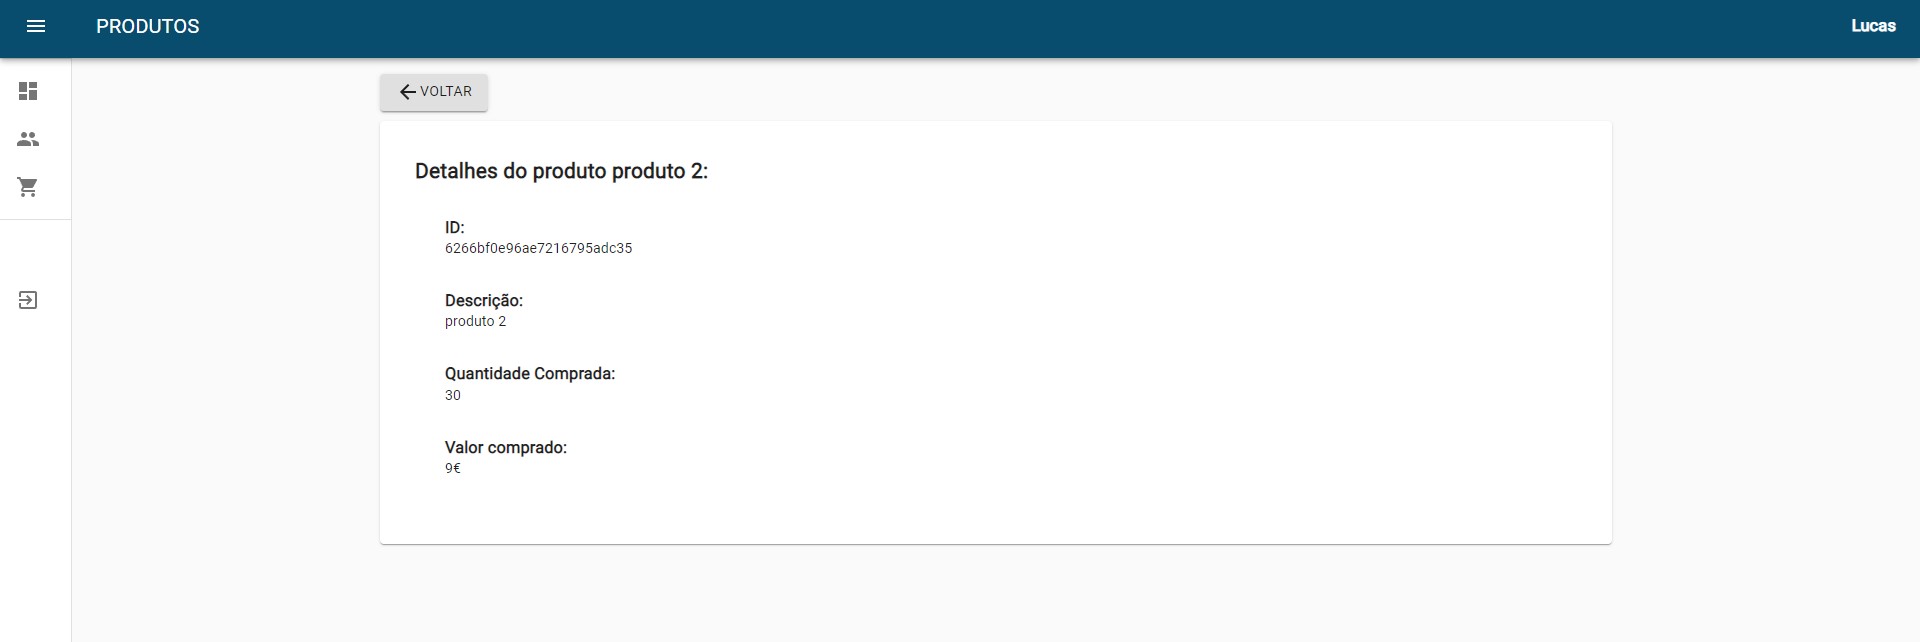 PRODUTOS
Lucas
VOLTAR
Detalhes do produto produto 2:
ID:
6266bf0e96ae7216795adc35
Descrição:
produto 2
Quantidade Comprada:
30
Valor comprado:
9€